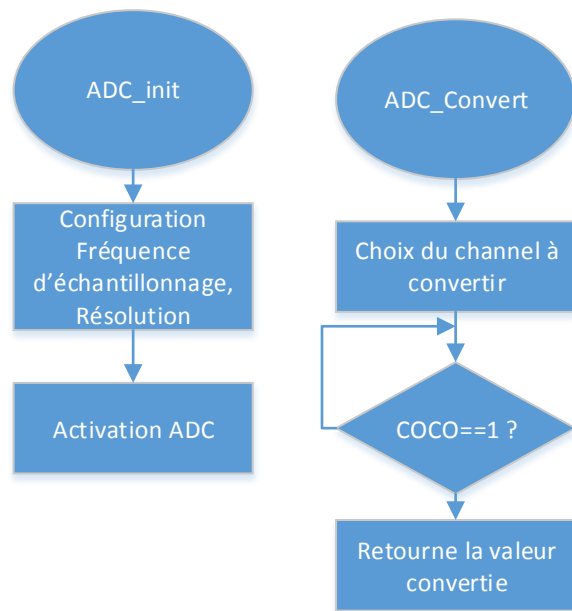 ADC_init
Configuration
Fréquence
d'échantillonnage,
Résolution
Activation ADC
ADC_Convert
Choix du channel à
convertir
COCO==1 ?
Retourne la valeur
convertie